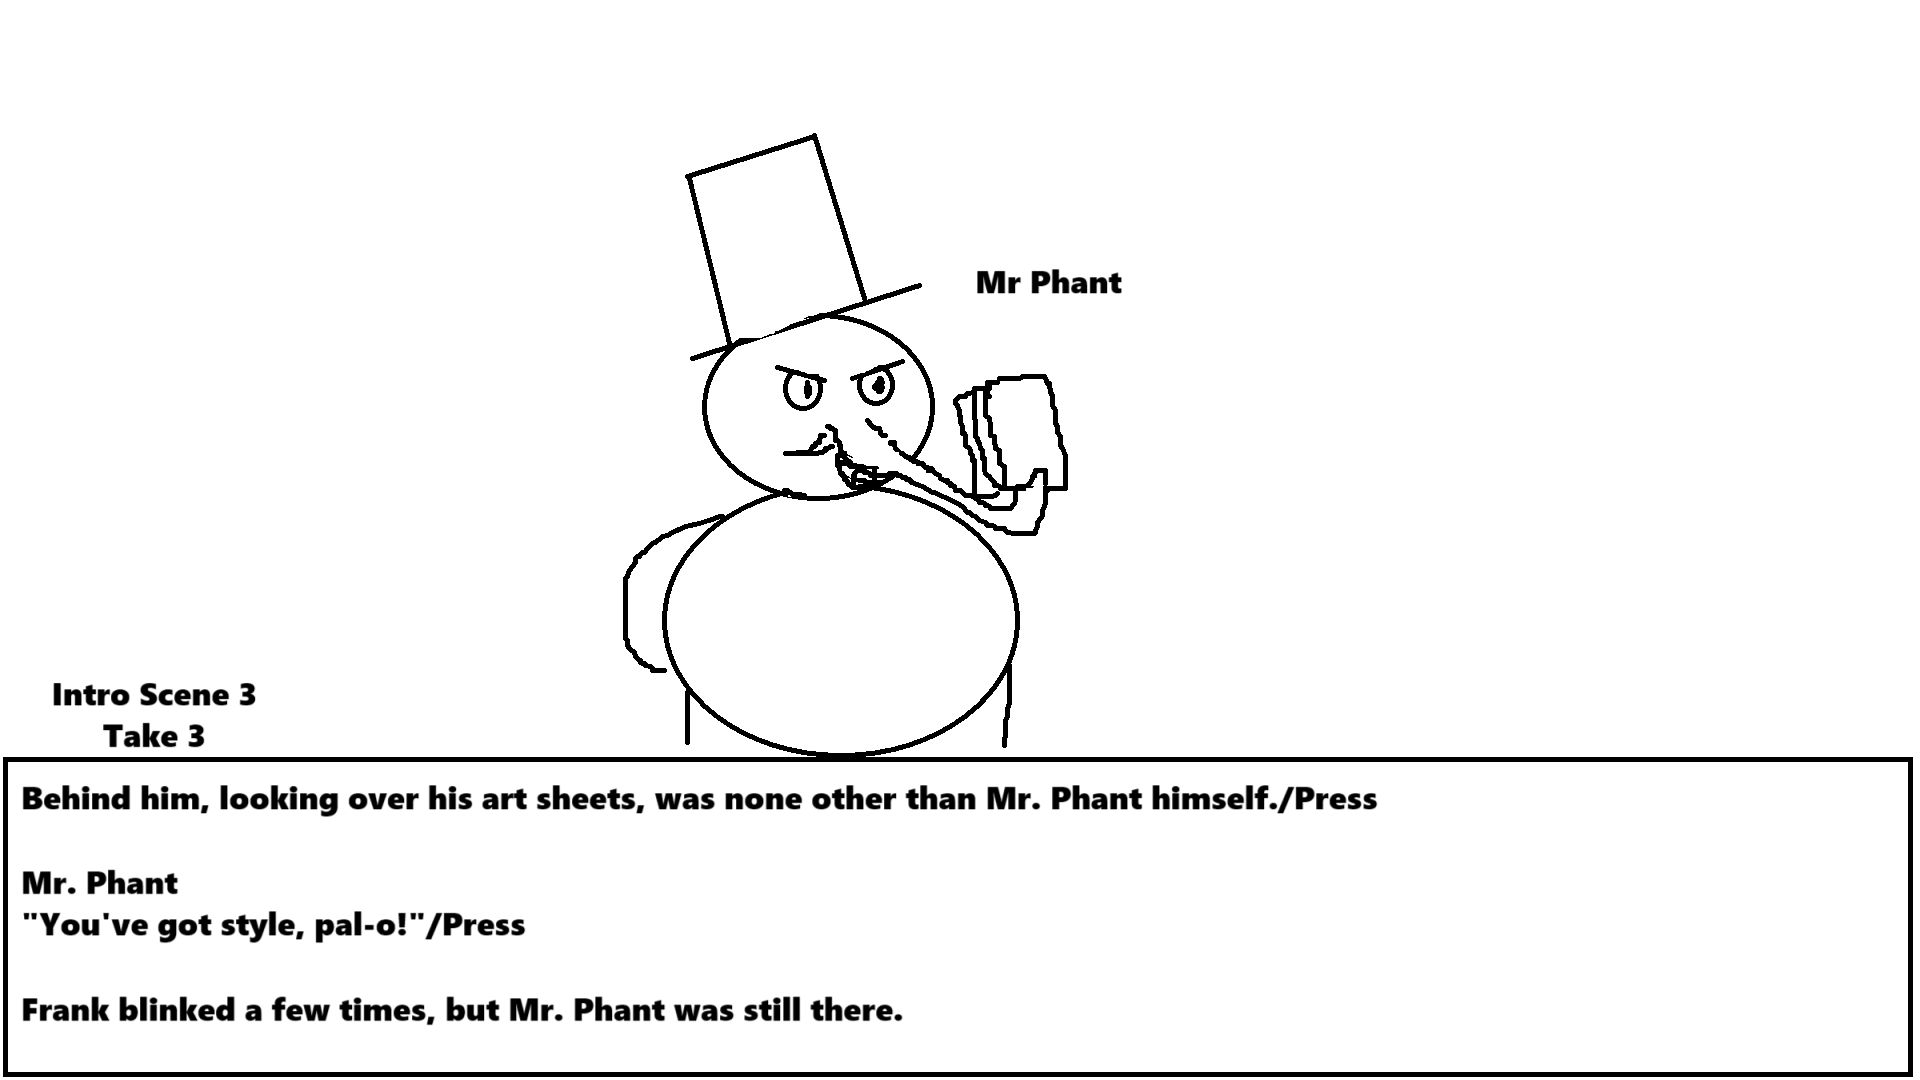 Mr Phant
Intro Scene 3
Take 3
Behind him, looking over his art sheets, was none other than Mr. Phant himself./Press
Mr. Phant
"You've got style, pal-o!"/Press
Frank blinked a few times, but Mr. Phant was still there.